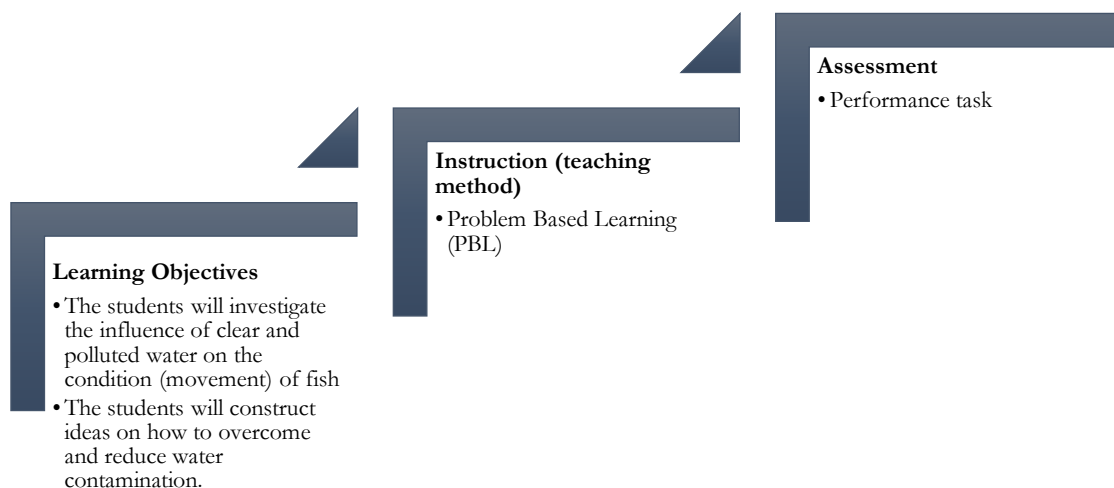 Learning Objectives
• The students will investigate
the influence of clear and
polluted water on the
condition (movement) of fish
• The students will construct
ideas on how to overcome
and reduce water
contamination.
Instruction (teaching
method)
• Problem Based Learning
(PBL)
Assessment
• Performance task